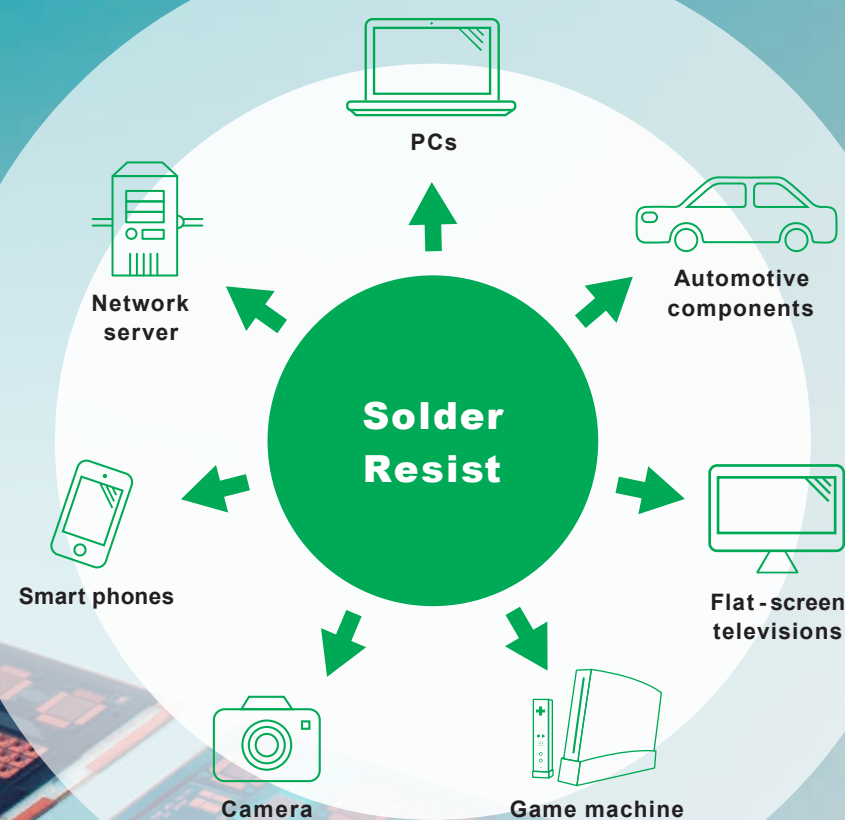 PCs
Network
server
Automotive
components
Solder
Resist
Smart phones
Flat-screen
televisions
Camera
Game machine